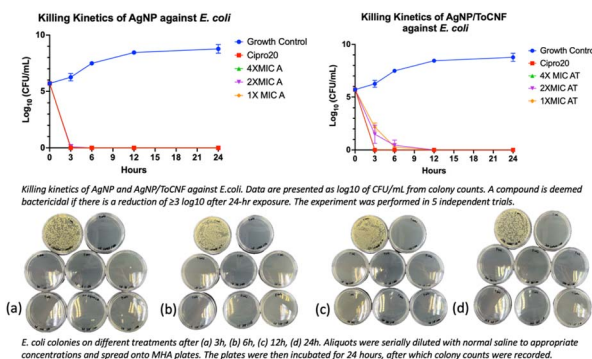 Killing Kinetics of AgNP against E. coli
Log10 (CFU/mL)
10
5
0
0 3 6 12 18 24
Hours
Growth Control
Cipro20
4XMIC A
2XMIC A
1X MIC A
Killing Kinetics of AgNP/ToCNF
against E. coli
Log10 (CFU/mL)
10
5
0
0 3 6 12 18 24
Hours
Growth Control
Cipro20
4X MIC AT
2XMIC AT
1XMIC AT
Killing kinetics of AgNP and AgNP/ToCNF against E.coli. Data are presented as log10 of CFU/mL from colony counts. A compound is deemed
bactericidal if there is a reduction of ≥3 log10 after 24-hr exposure. The experiment was performed in 5 independent trials.
(a)
(b)
(c)
(d)
E. coli colonies on different treatments after (a) 3h, (b) 6h, (c) 12h, (d) 24h. Aliquots were serially diluted with normal saline to appropriate
concentrations and spread onto MHA plates. The plates were then incubated for 24 hours, after which colony counts were recorded.